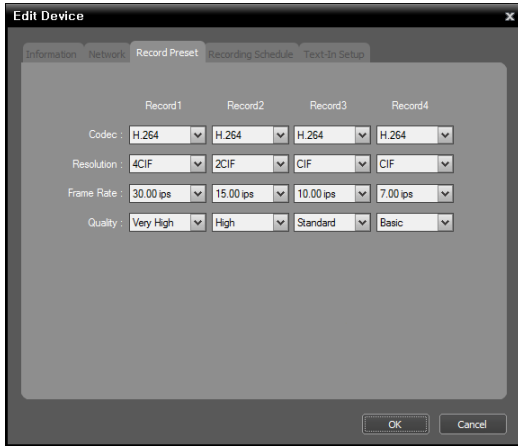 Edit Device x
Information Network Record Preset Recording Schedule Text-In Setup
Record1 Record2 Record3 Record4
Codec : H.264 H.264 H.264 H.264
Resolution : 4CIF 2CIF CIF CIF
Frame Rate : 30.00 ips 15.00 ips 10.00 ips 7.00 ips
Quality : Very High High Standard Basic
OK Cancel